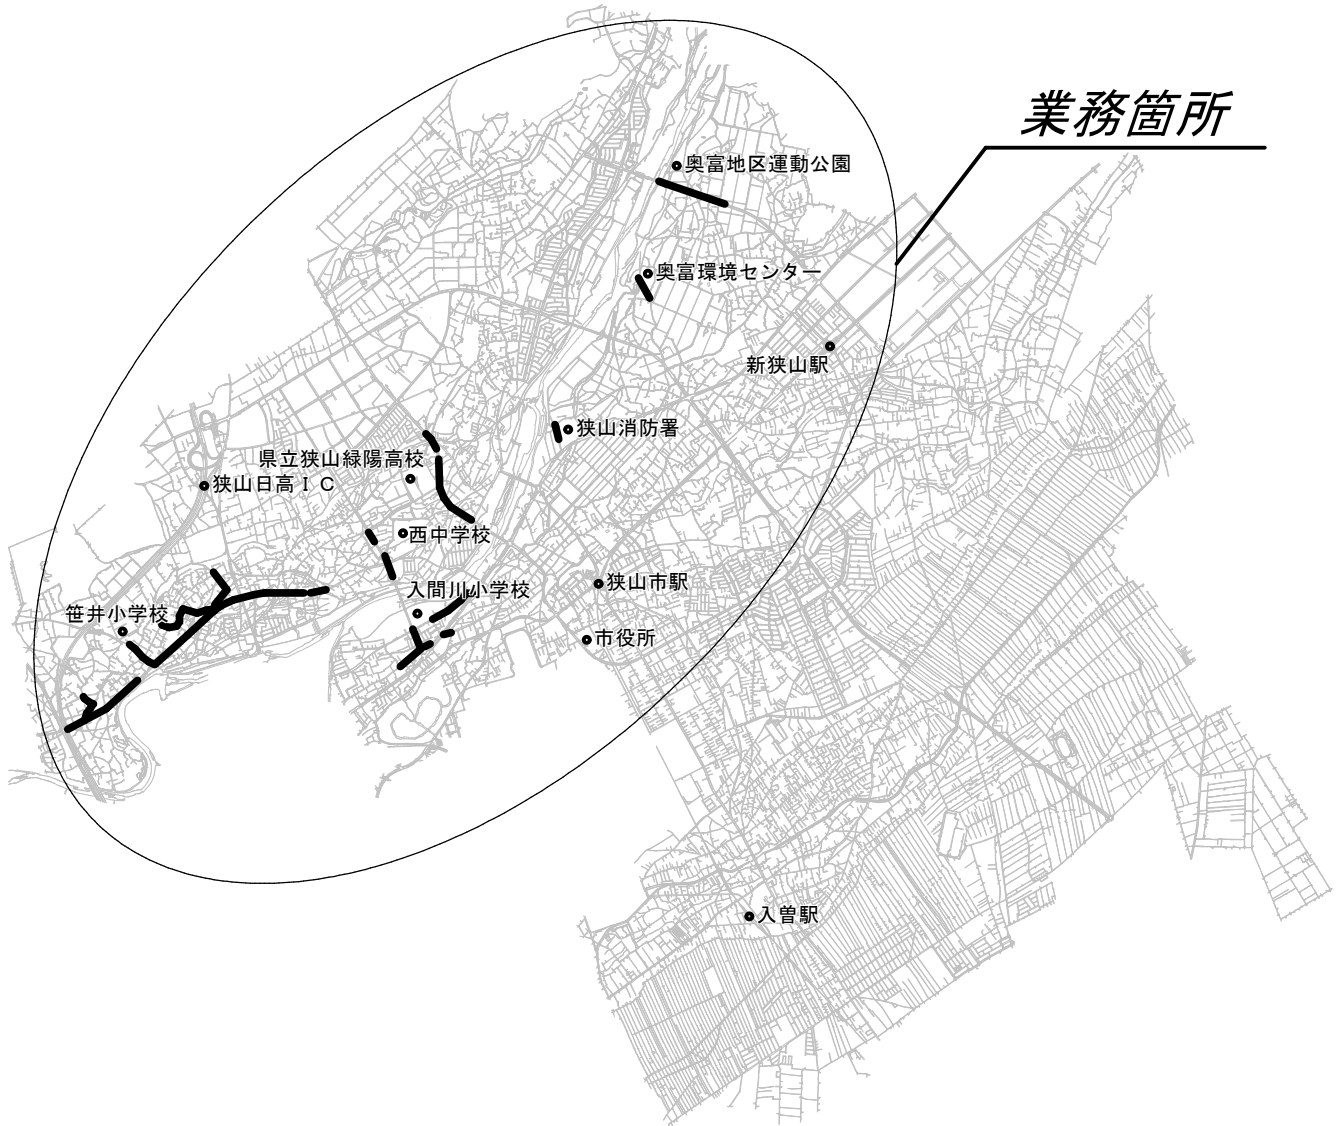 業務箇所
奥富地区運動公園
奥富環境センター
新狭山駅
狭山消防署
県立狭山緑陽高校
狭山日高ＩＣ
西中学校
狭山市駅
入間川小学校
笹井小学校
市役所
入曽駅